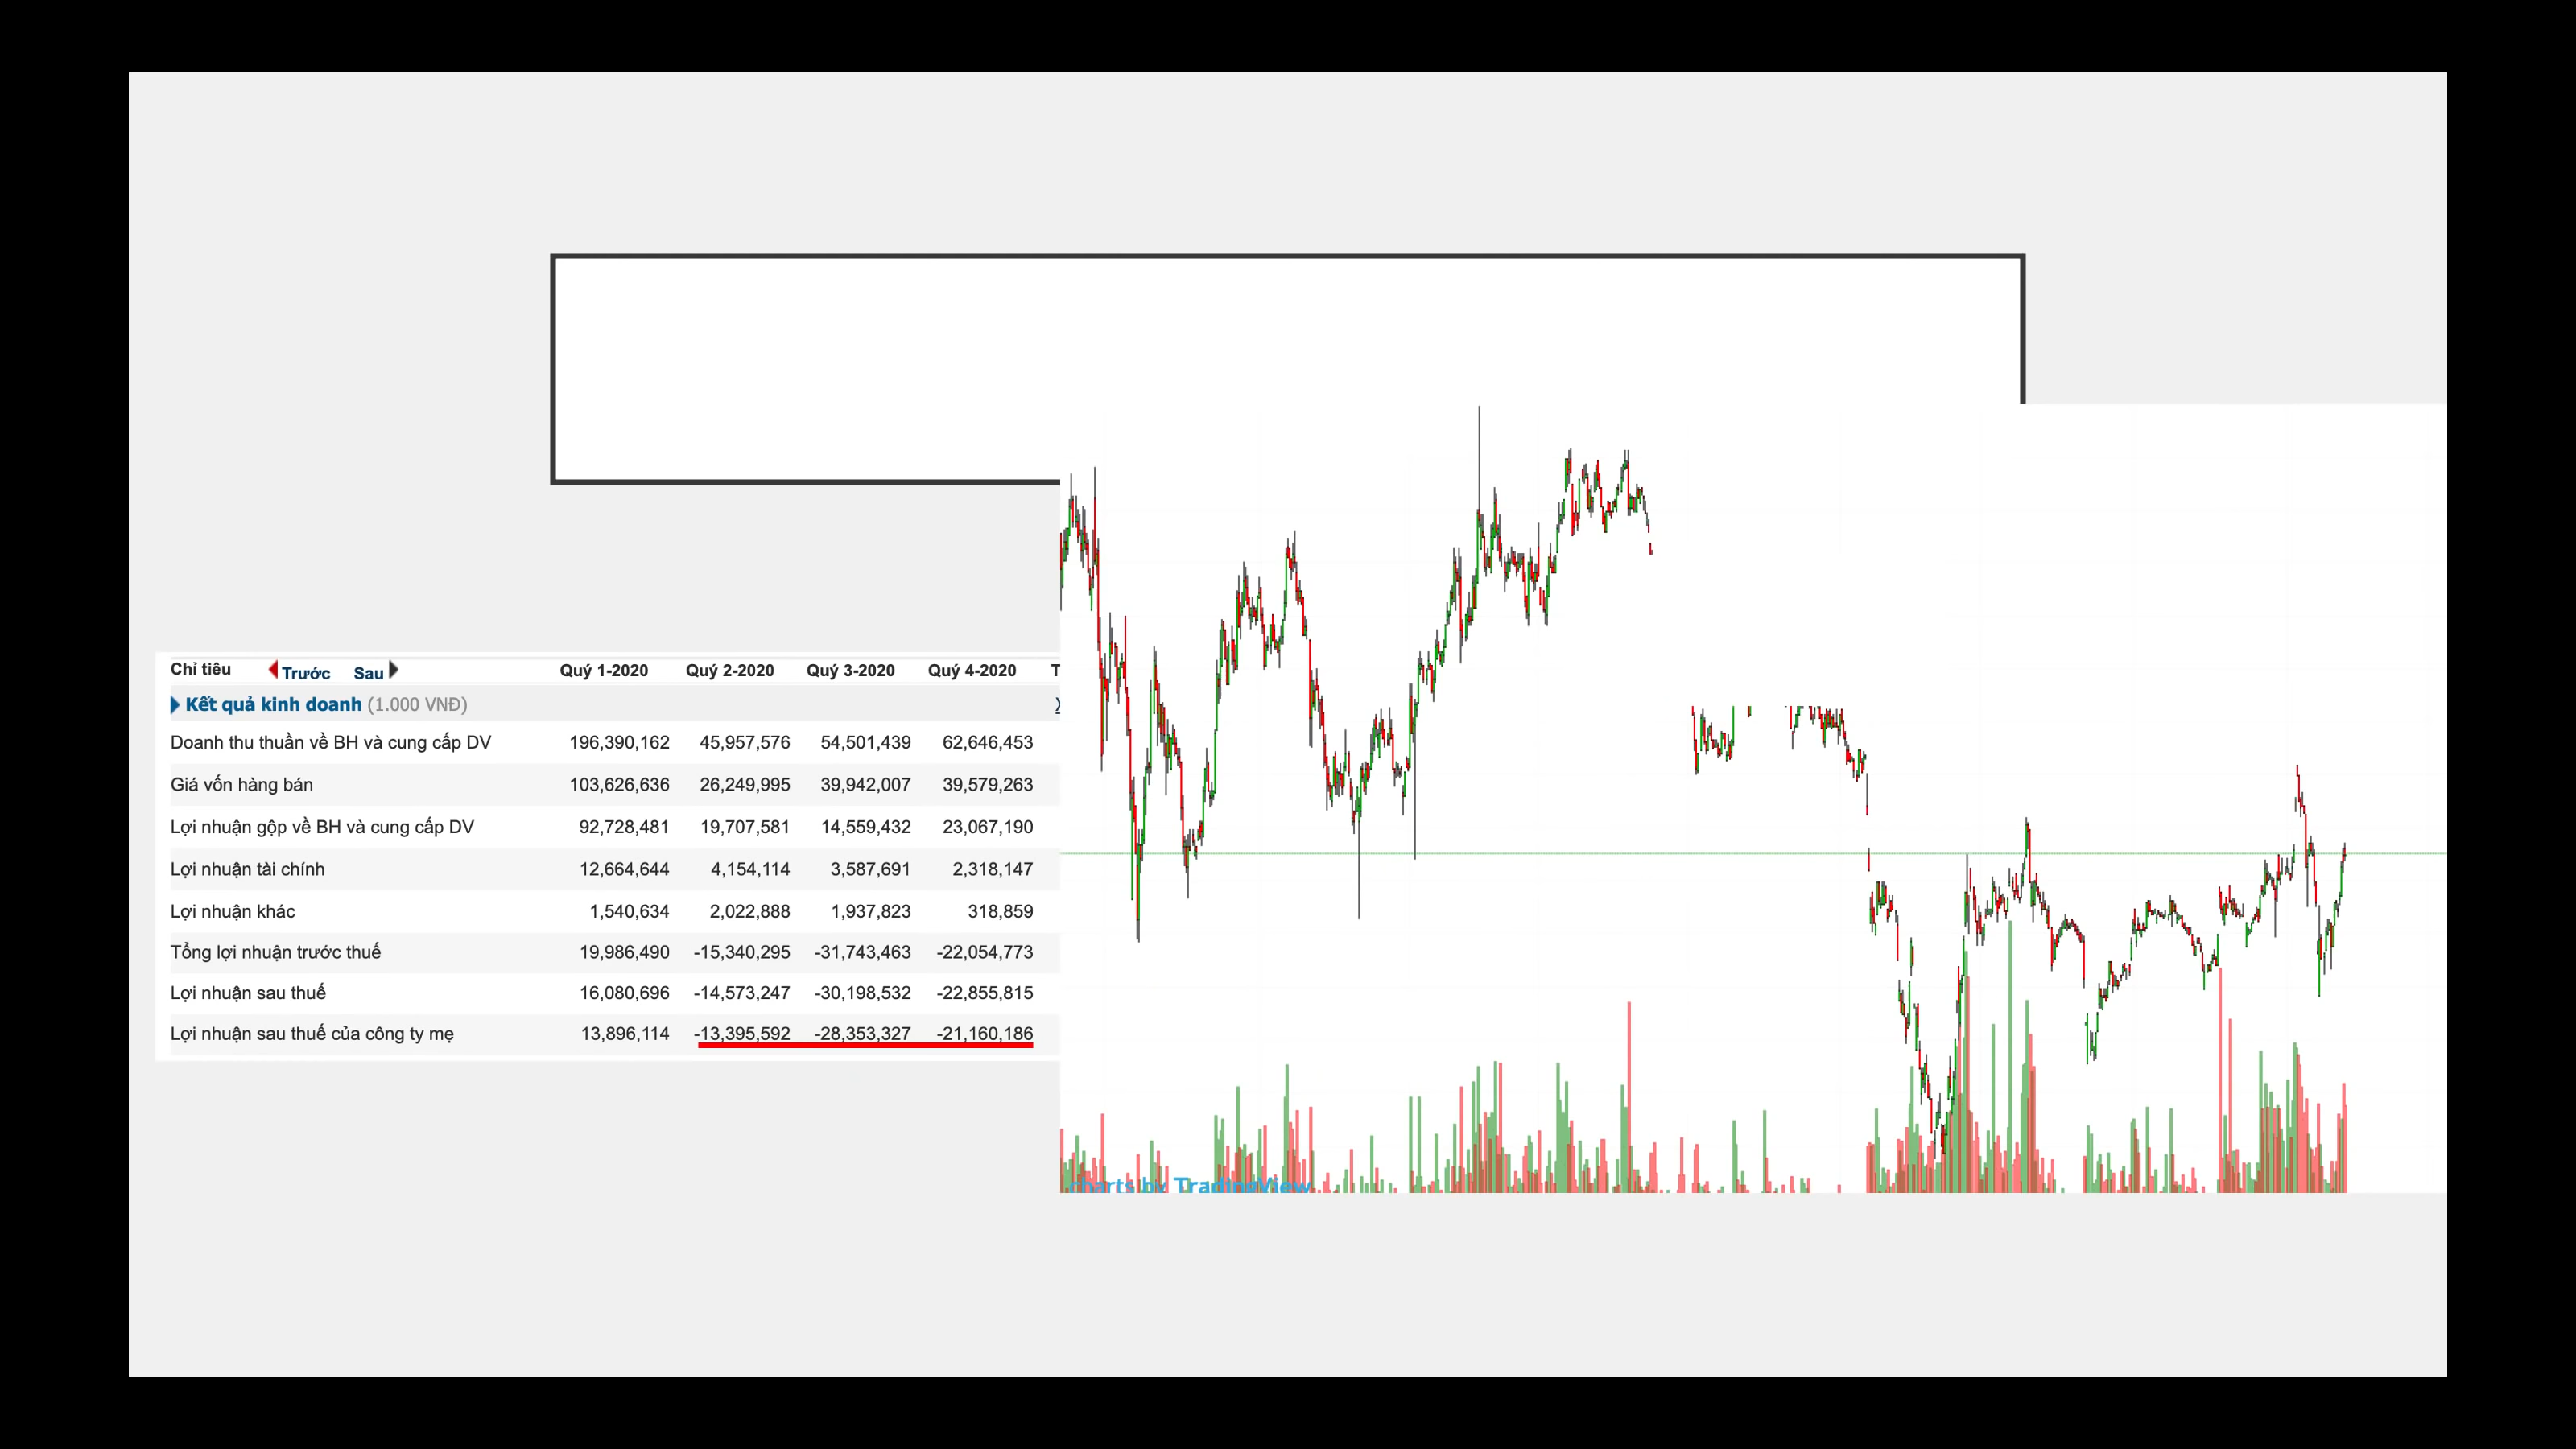 Chỉ tiêu Trước Sau Quý 1-2020 Quý 2-2020 Quý 3-2020 Quý 4-2020 T
Kết quả kinh doanh (1.000 VNĐ)
Doanh thu thuần về BH và cung cấp DV 196,390,162 45,957,576 54,501,439 62,646,453
Giá vốn hàng bán 103,626,636 26,249,995 39,942,007 39,579,263
Lợi nhuận gộp về BH và cung cấp DV 92,728,481 19,707,581 14,559,432 23,067,190
Lợi nhuận tài chính 12,664,644 4,154,114 3,587,691 2,318,147
Lợi nhuận khác 1,540,634 2,022,888 1,937,823 318,859
Tổng lợi nhuận trước thuế 19,986,490 -15,340,295 -31,743,463 -22,054,773
Lợi nhuận sau thuế 16,080,696 -14,573,247 -30,198,532 -22,855,815
Lợi nhuận sau thuế của công ty mẹ 13,896,114 -13,395,592 -28,353,327 -21,160,186
charts by TradingView